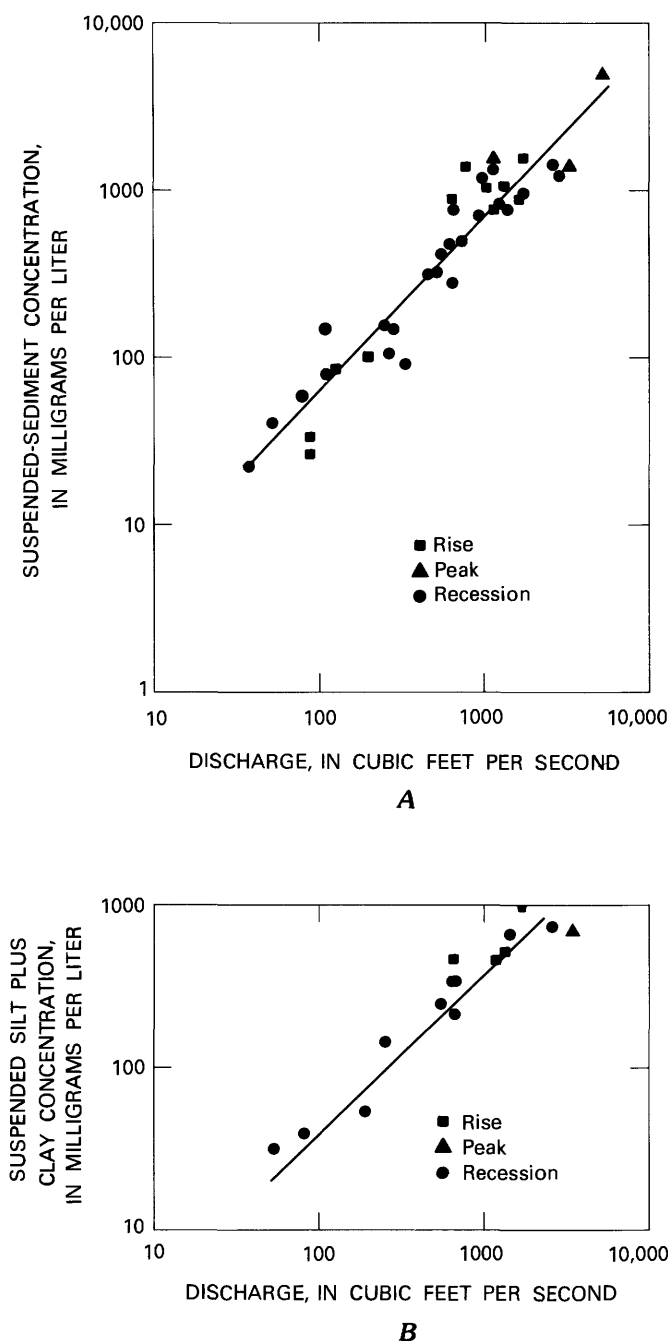 SUSPENDED-SEDIMENT CONCENTRATION,
IN MILLIGRAMS PER LITER
10,000
1000
100
10
1
Rise
Peak
Recession
10
100
1000
10,000
DISCHARGE, IN CUBIC FEET PER SECOND
A
SUSPENDED SILT PLUS
CLAY CONCENTRATION,
IN MILLIGRAMS PER LITER
1000
100
10
Rise
Peak
Recession
10
100
1000
10,000
DISCHARGE, IN CUBIC FEET PER SECOND
B